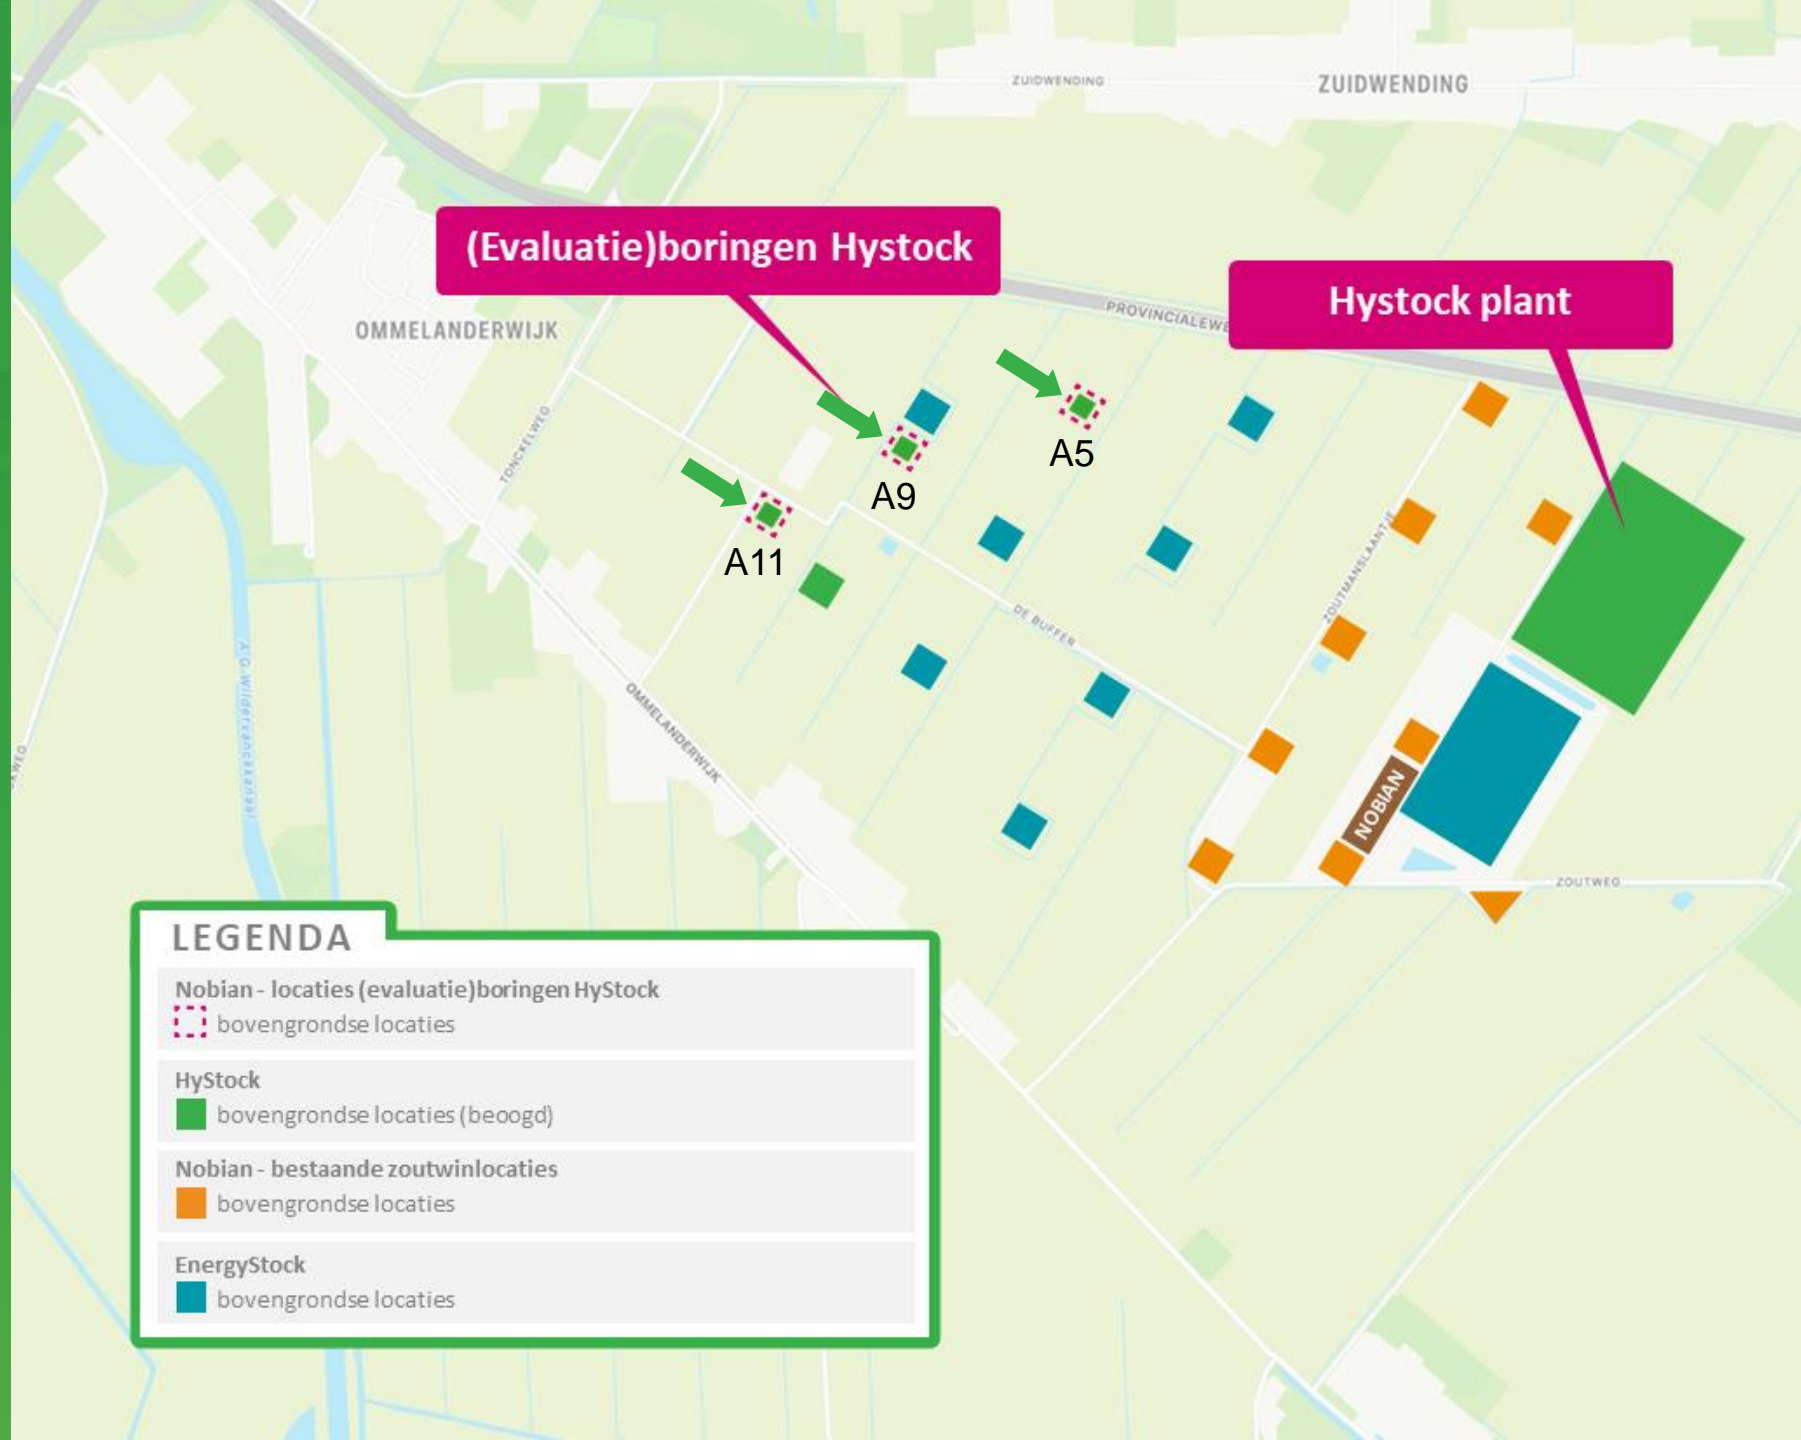 ZUIDWENDING
ZUIDWENDING
(Evaluatie)boringen Hystock
Hystock plant
PROVINCIALEWE
OMMELANDERWIJK
TONCKELWEG
A5
A9
A11
ZOUTMANSLAANTJE
DE BUFFER
A.G.Wildervanckkanaal
OMMELANDERWIJK
NOBIAN
ZOUTWEG
LEGENDA
Nobian - locaties (evaluatie)boringen HyStock
bovengrondse locaties
HyStock
bovengrondse locaties (beoogd)
Nobian - bestaande zoutwinlocaties
bovengrondse locaties
EnergyStock
bovengrondse locaties